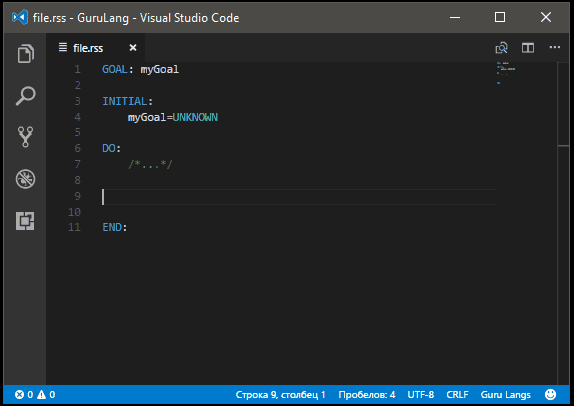 file.rss - GuruLang - Visual Studio Code
file.rss
1 GOAL: myGoal
2
3 INITIAL:
4 myGoal=UNKNOWN
5
6 DO:
7 /*...*/
8
9
10
11 END:
0 0 Строка 9, столбец 1 Пробелов: 4 UTF-8 CRLF Guru Langs